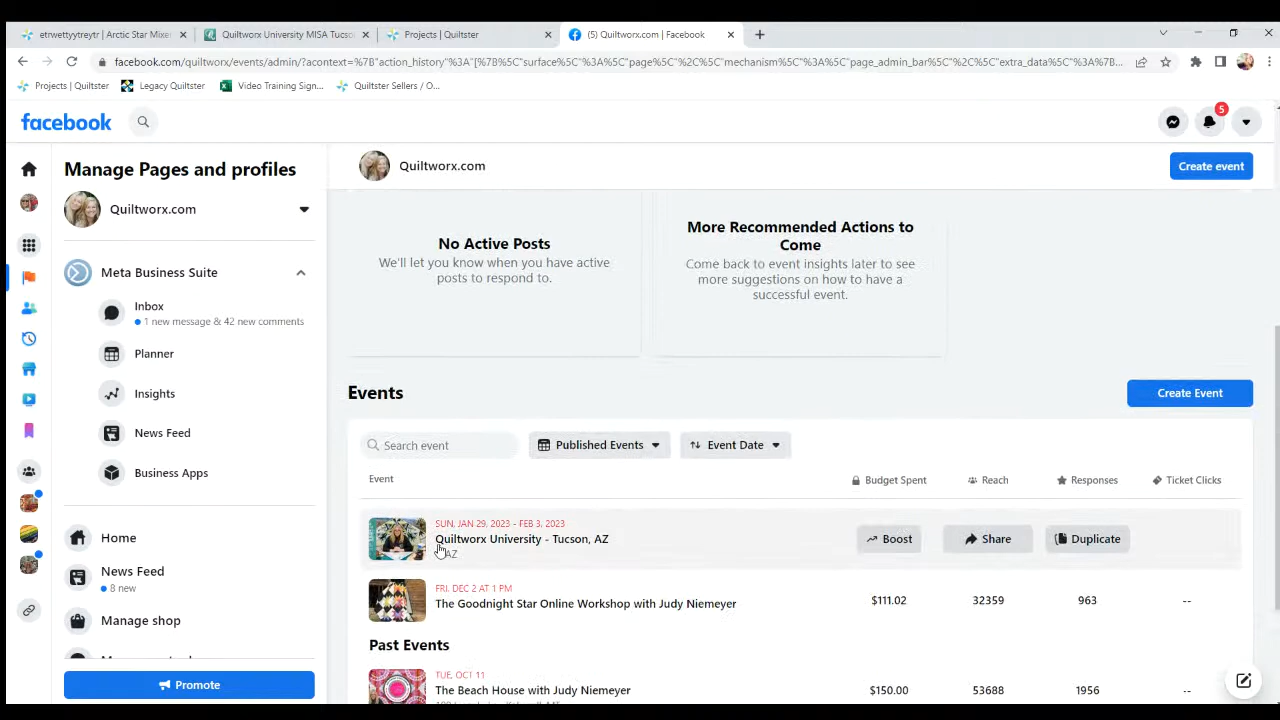 etrwettyytreytr | Arctic Star Mixer
Quiltworx University MISA Tucso
Projects | Quiltster
(5) Quiltworx.com | Facebook
facebook.com/quiltworx/events/admin/?acontext=%7B"action_history"%3A"[%7B%5C"surface%5C"%3A%5C"page%5C"%2C%5C"mechanism%5C"%3A%5C"page_admin_bar%5C"%2C%5C"extra_data%5C"%3A%7B...
Projects | Quiltster
Legacy Quiltster
Video Training Sign...
Quiltster Sellers / O...
facebook
5
Manage Pages and profiles
Quiltworx.com
Meta Business Suite
Inbox
1 new message & 42 new comments
Planner
Insights
News Feed
Business Apps
Home
News Feed
8 new
Manage shop
Promote
Quiltworx.com
Create event
No Active Posts
We'll let you know when you have active
posts to respond to.
More Recommended Actions to
Come
Come back to event insights later to see
more suggestions on how to have a
successful event.
Events
Create Event
Search event
Published Events
Event Date
Event
Budget Spent
Reach
Responses
Ticket Clicks
SUN, JAN 29, 2023 - FEB 3, 2023
Quiltworx University - Tucson, AZ
AZ
Boost
Share
Duplicate
FRI, DEC 2 AT 1 PM
The Goodnight Star Online Workshop with Judy Niemeyer
$111.02
32359
963
--
Past Events
TUE, OCT 11
The Beach House with Judy Niemeyer
$150.00
53688
1956
--